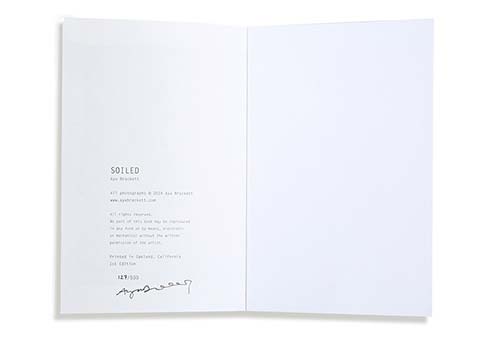 SOILED
Aya Brackett
All photographs © 2014 Aya Brackett
www.ayabrackett.com
All rights reserved.
No part of this book may be reproduced
in any form or by means, electronic
or mechanical without the written
permission of the artist.
Printed in Oakland, California
1st Edition
129/500